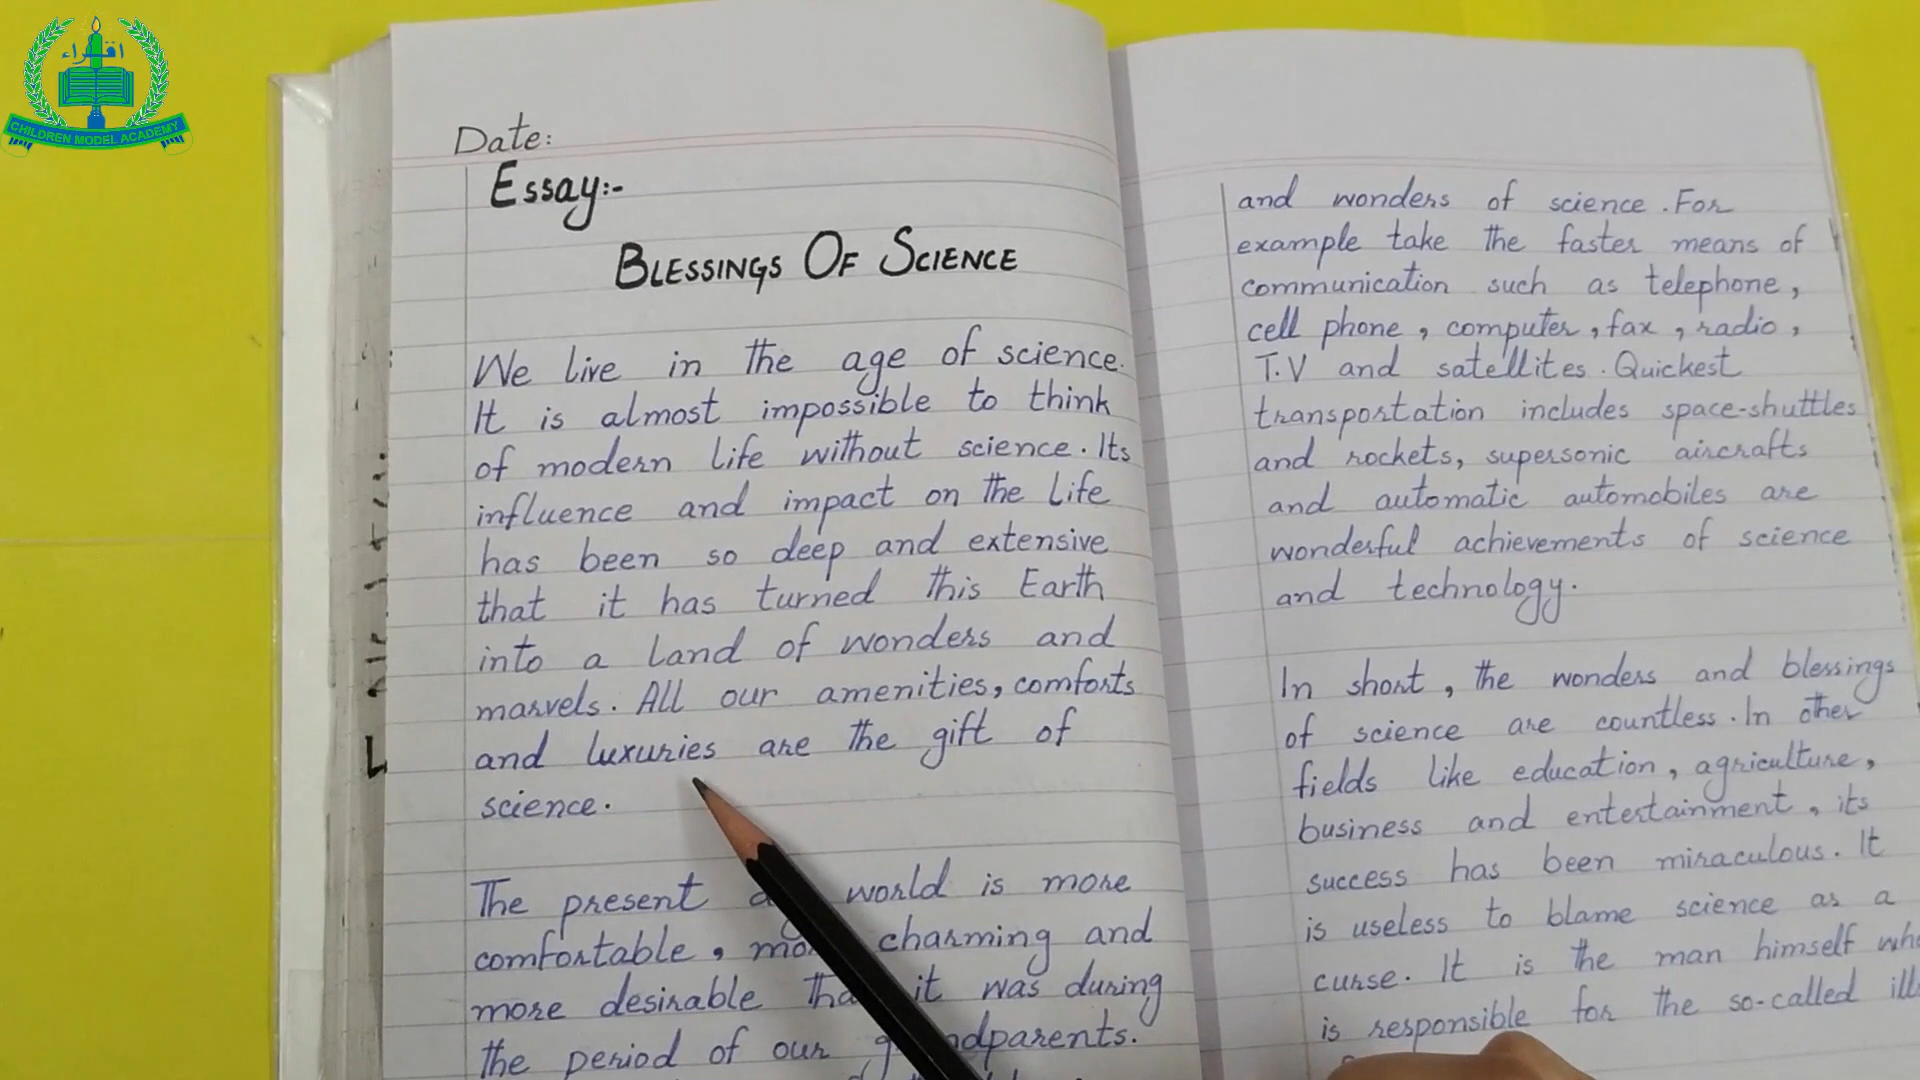 اقراء
CHILDREN MODEL ACADEMY
Date:
Essay:-
BLESSINGS OF SCIENCE
We live in the age of science.
It is almost impossible to think
of modern life without science. Its
influence and impact on the life
has been so deep and extensive
that it has turned this Earth
into a land of wonders and
marvels. All our amenities, comforts
and luxuries are the gift of
science.
The present world is more
comfortable, charming and
more desirable it was during
the period of our
and wonders of science. For
example take the faster means of
communication such as telephone,
cell phone, computer, fax, radio,
T.V and satellites. Quickest
transportation includes space-shuttles
and rockets, supersonic aircrafts
and automatic automobiles are
wonderful achievements of science
and technology.
In short, the wonders and blessings
of science are countless. In other
fields like education, agriculture,
business and entertainment, its
success has been miraculous. It
is useless to blame science as a
curse. It is the man himself
is responsible for the so-called